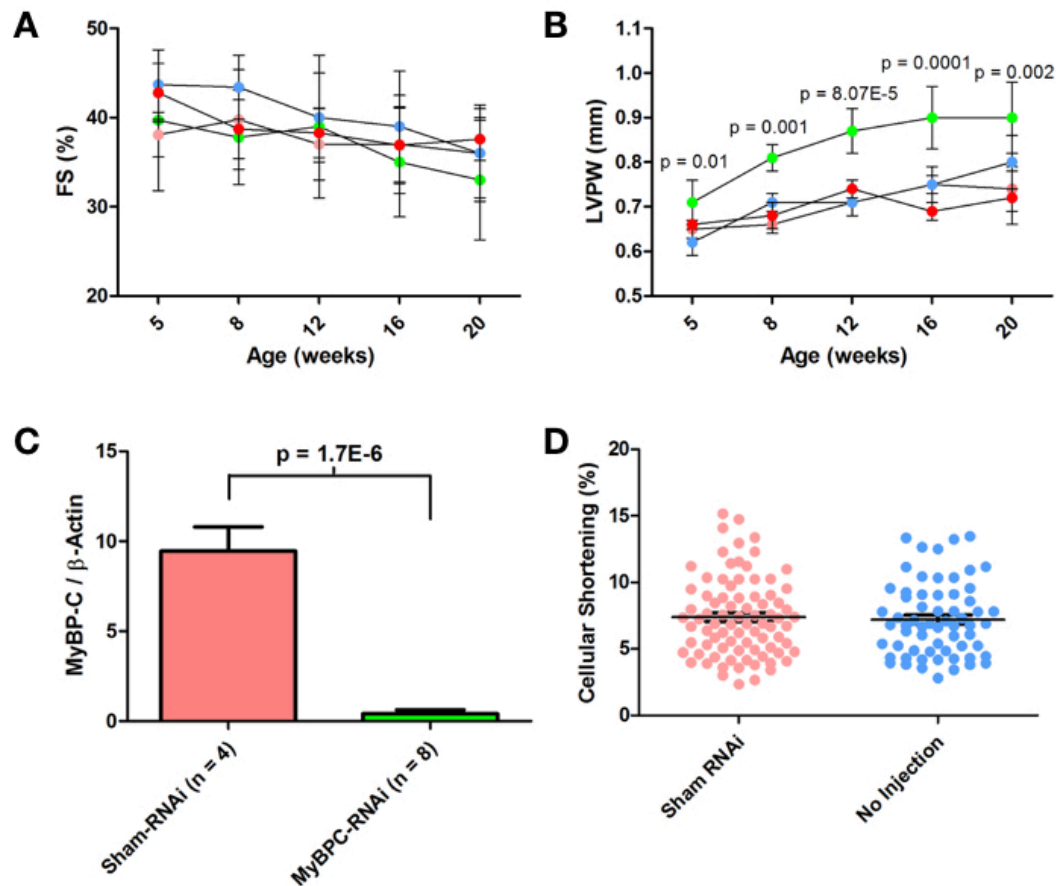 A
FS (%)
50
40
30
20
5
8
12
16
20
Age (weeks)
B
LVPW (mm)
1.1
1.0
0.9
0.8
0.7
0.6
0.5
p = 0.01
p = 0.001
p = 8.07E-5
p = 0.0001
p = 0.002
5
8
12
16
20
Age (weeks)
C
MyBP-C / β-Actin
15
10
5
0
p = 1.7E-6
Sham-RNAi (n = 4)
MyBPC-RNAi (n = 8)
D
Cellular Shortening (%)
20
15
10
5
0
Sham RNAi
No Injection